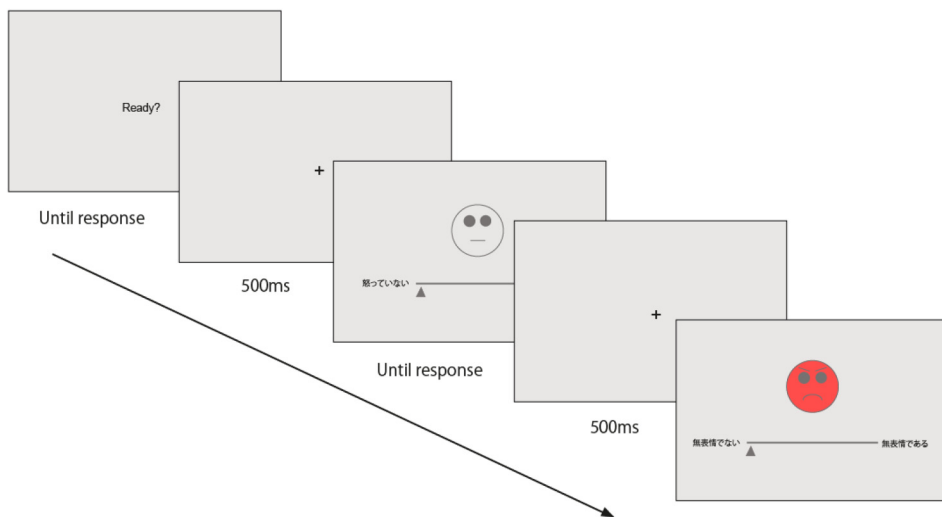 Ready?
Until response
+
500ms
怒っていない
Until response
+
500ms
無表情でない
無表情である